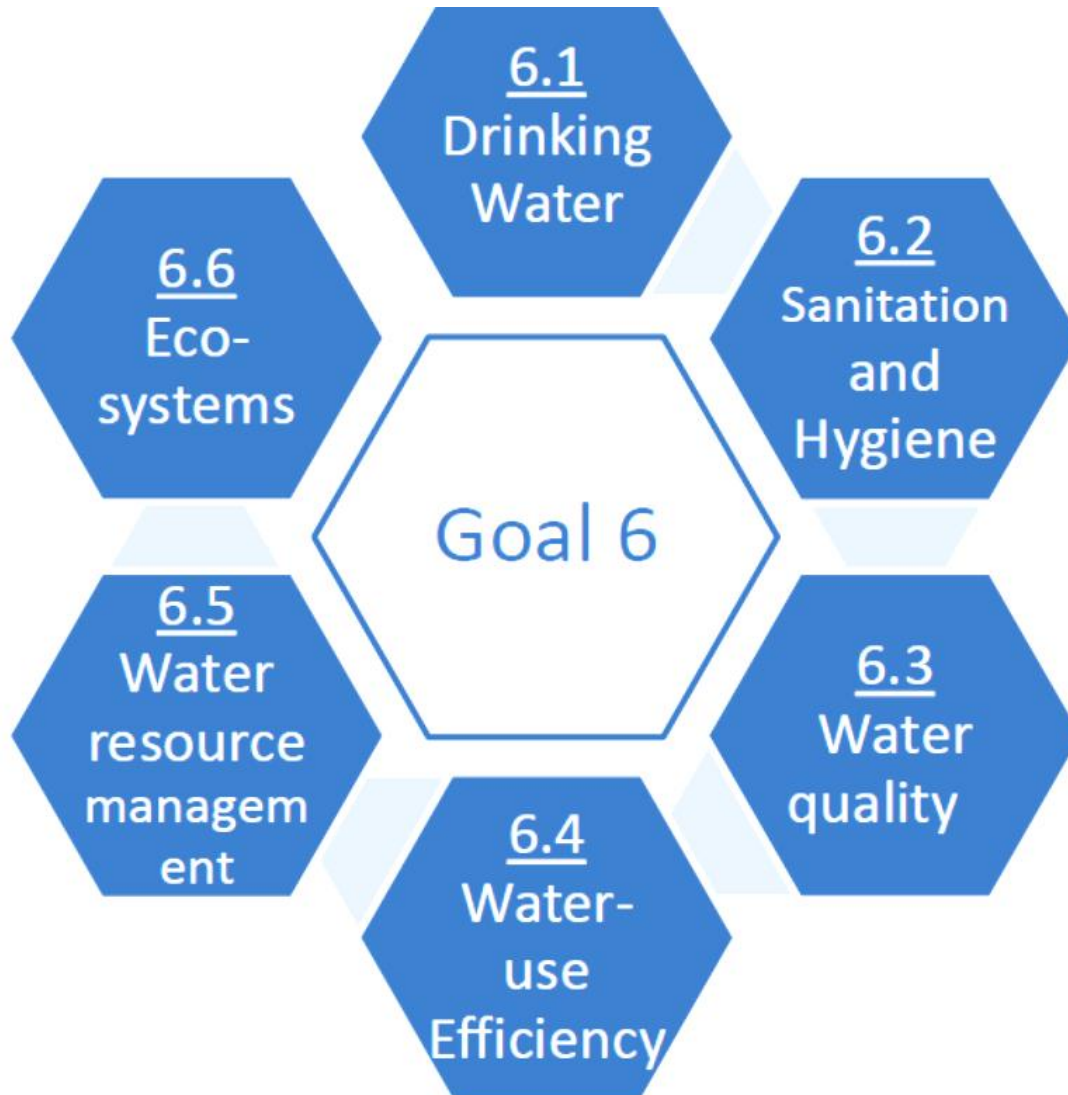 6.1
Drinking
Water
6.2
Sanitation
and
Hygiene
6.3
Water
quality
6.4
Water-
use
Efficiency
6.5
Water
resource
managem
ent
6.6
Eco-
systems
Goal 6